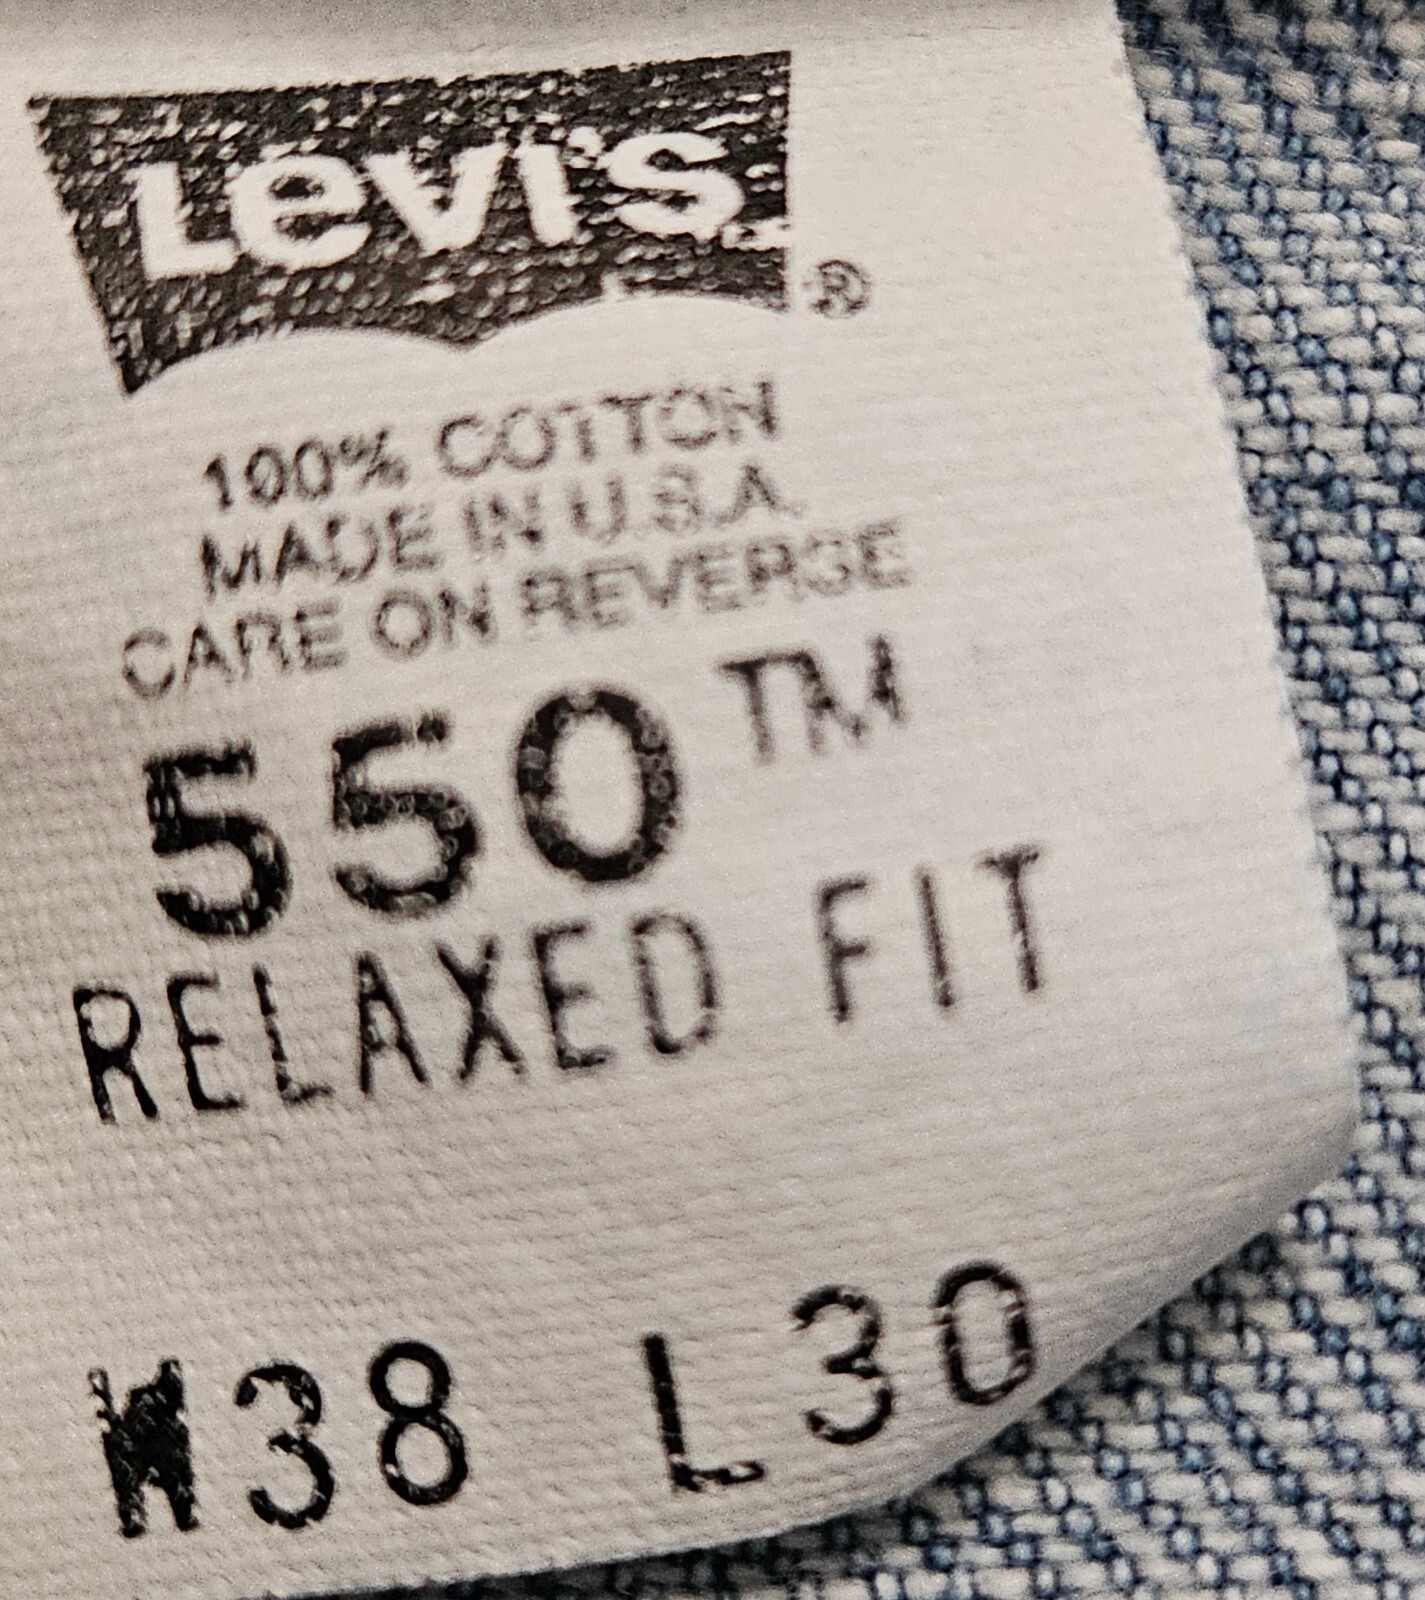 Levi's ®
100% COTTON
MADE IN U.S.A.
CARE ON REVERSE
550™
RELAXED FIT
W38 L30